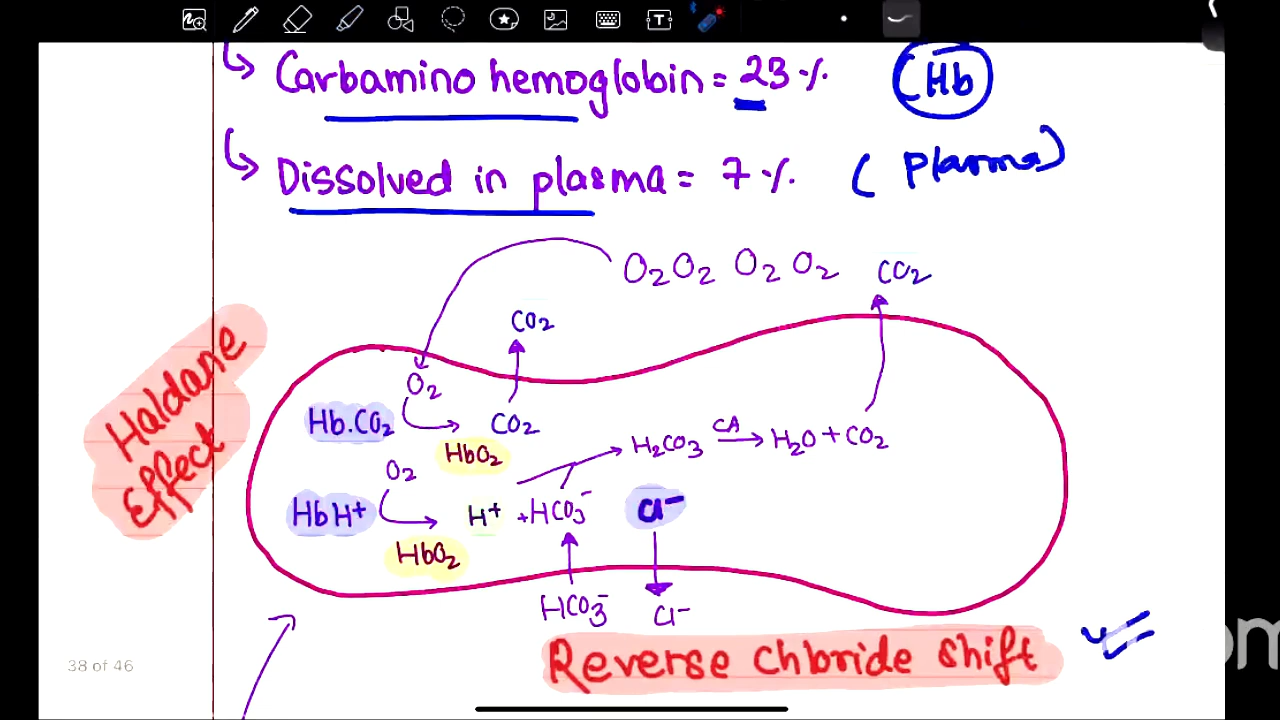 ↳ Carbamino hemoglobin = 23 % (Hb)
↳ Dissolved in plasma = 7 % (plasma)
O₂ O₂ O₂ O₂ CO₂
CO₂
Haldane Effect
O₂
Hb.CO₂ CO₂
HbO₂ H₂CO₃ CA → H₂O + CO₂
O₂
HbH⁺ H⁺ + HCO₃⁻ Cl⁻
HbO₂
HCO₃⁻ Cl⁻
Reverse chloride shift
38 of 46
om